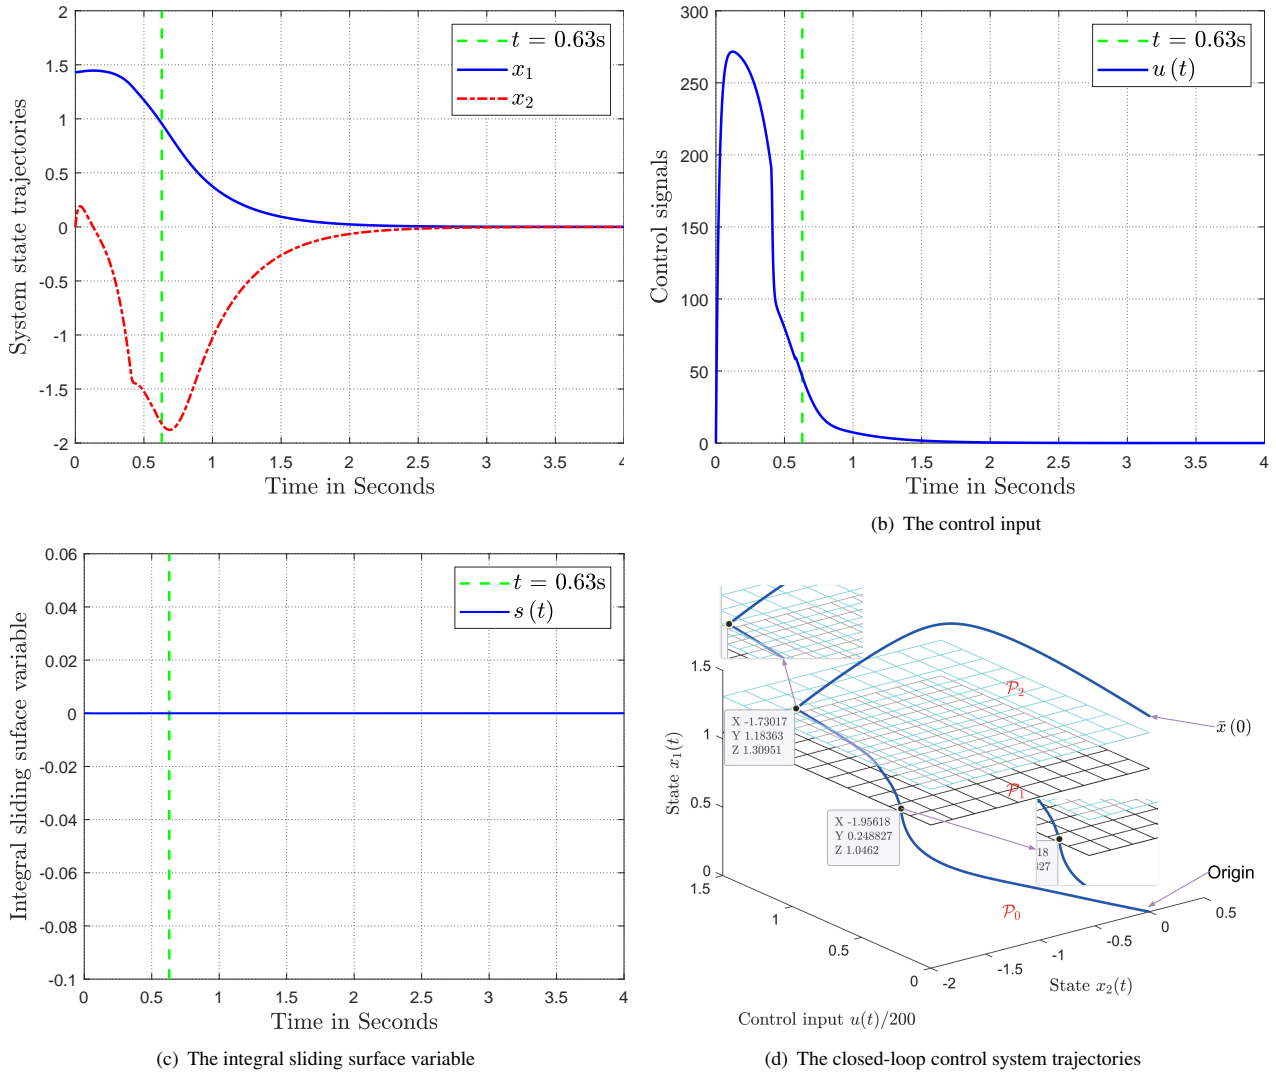 2
1.5
1
0.5
0
-0.5
-1
-1.5
-2
System state trajectories
t = 0.63s
x₁
x₂
0 0.5 1 1.5 2 2.5 3 3.5 4
Time in Seconds
300
250
200
150
100
50
0
Control signals
t = 0.63s
u (t)
0 0.5 1 1.5 2 2.5 3 3.5 4
Time in Seconds
(b) The control input
0.06
0.04
0.02
0
-0.02
-0.04
-0.06
-0.08
-0.1
Integral sliding suface variable
t = 0.63s
s (t)
0 0.5 1 1.5 2 2.5 3 3.5 4
Time in Seconds
(c) The integral sliding surface variable
1.5
1
0.5
0
State x₁(t)
X -1.73017
Y 1.18363
Z 1.30951
P₂
x̄ (0)
P₁
X -1.95618
Y 0.248827
Z 1.0462
18
327
Origin
P₀
1.5
1
0.5
0
-2
-1.5
-1
-0.5
0
0.5
State x₂(t)
Control input u(t)/200
(d) The closed-loop control system trajectories